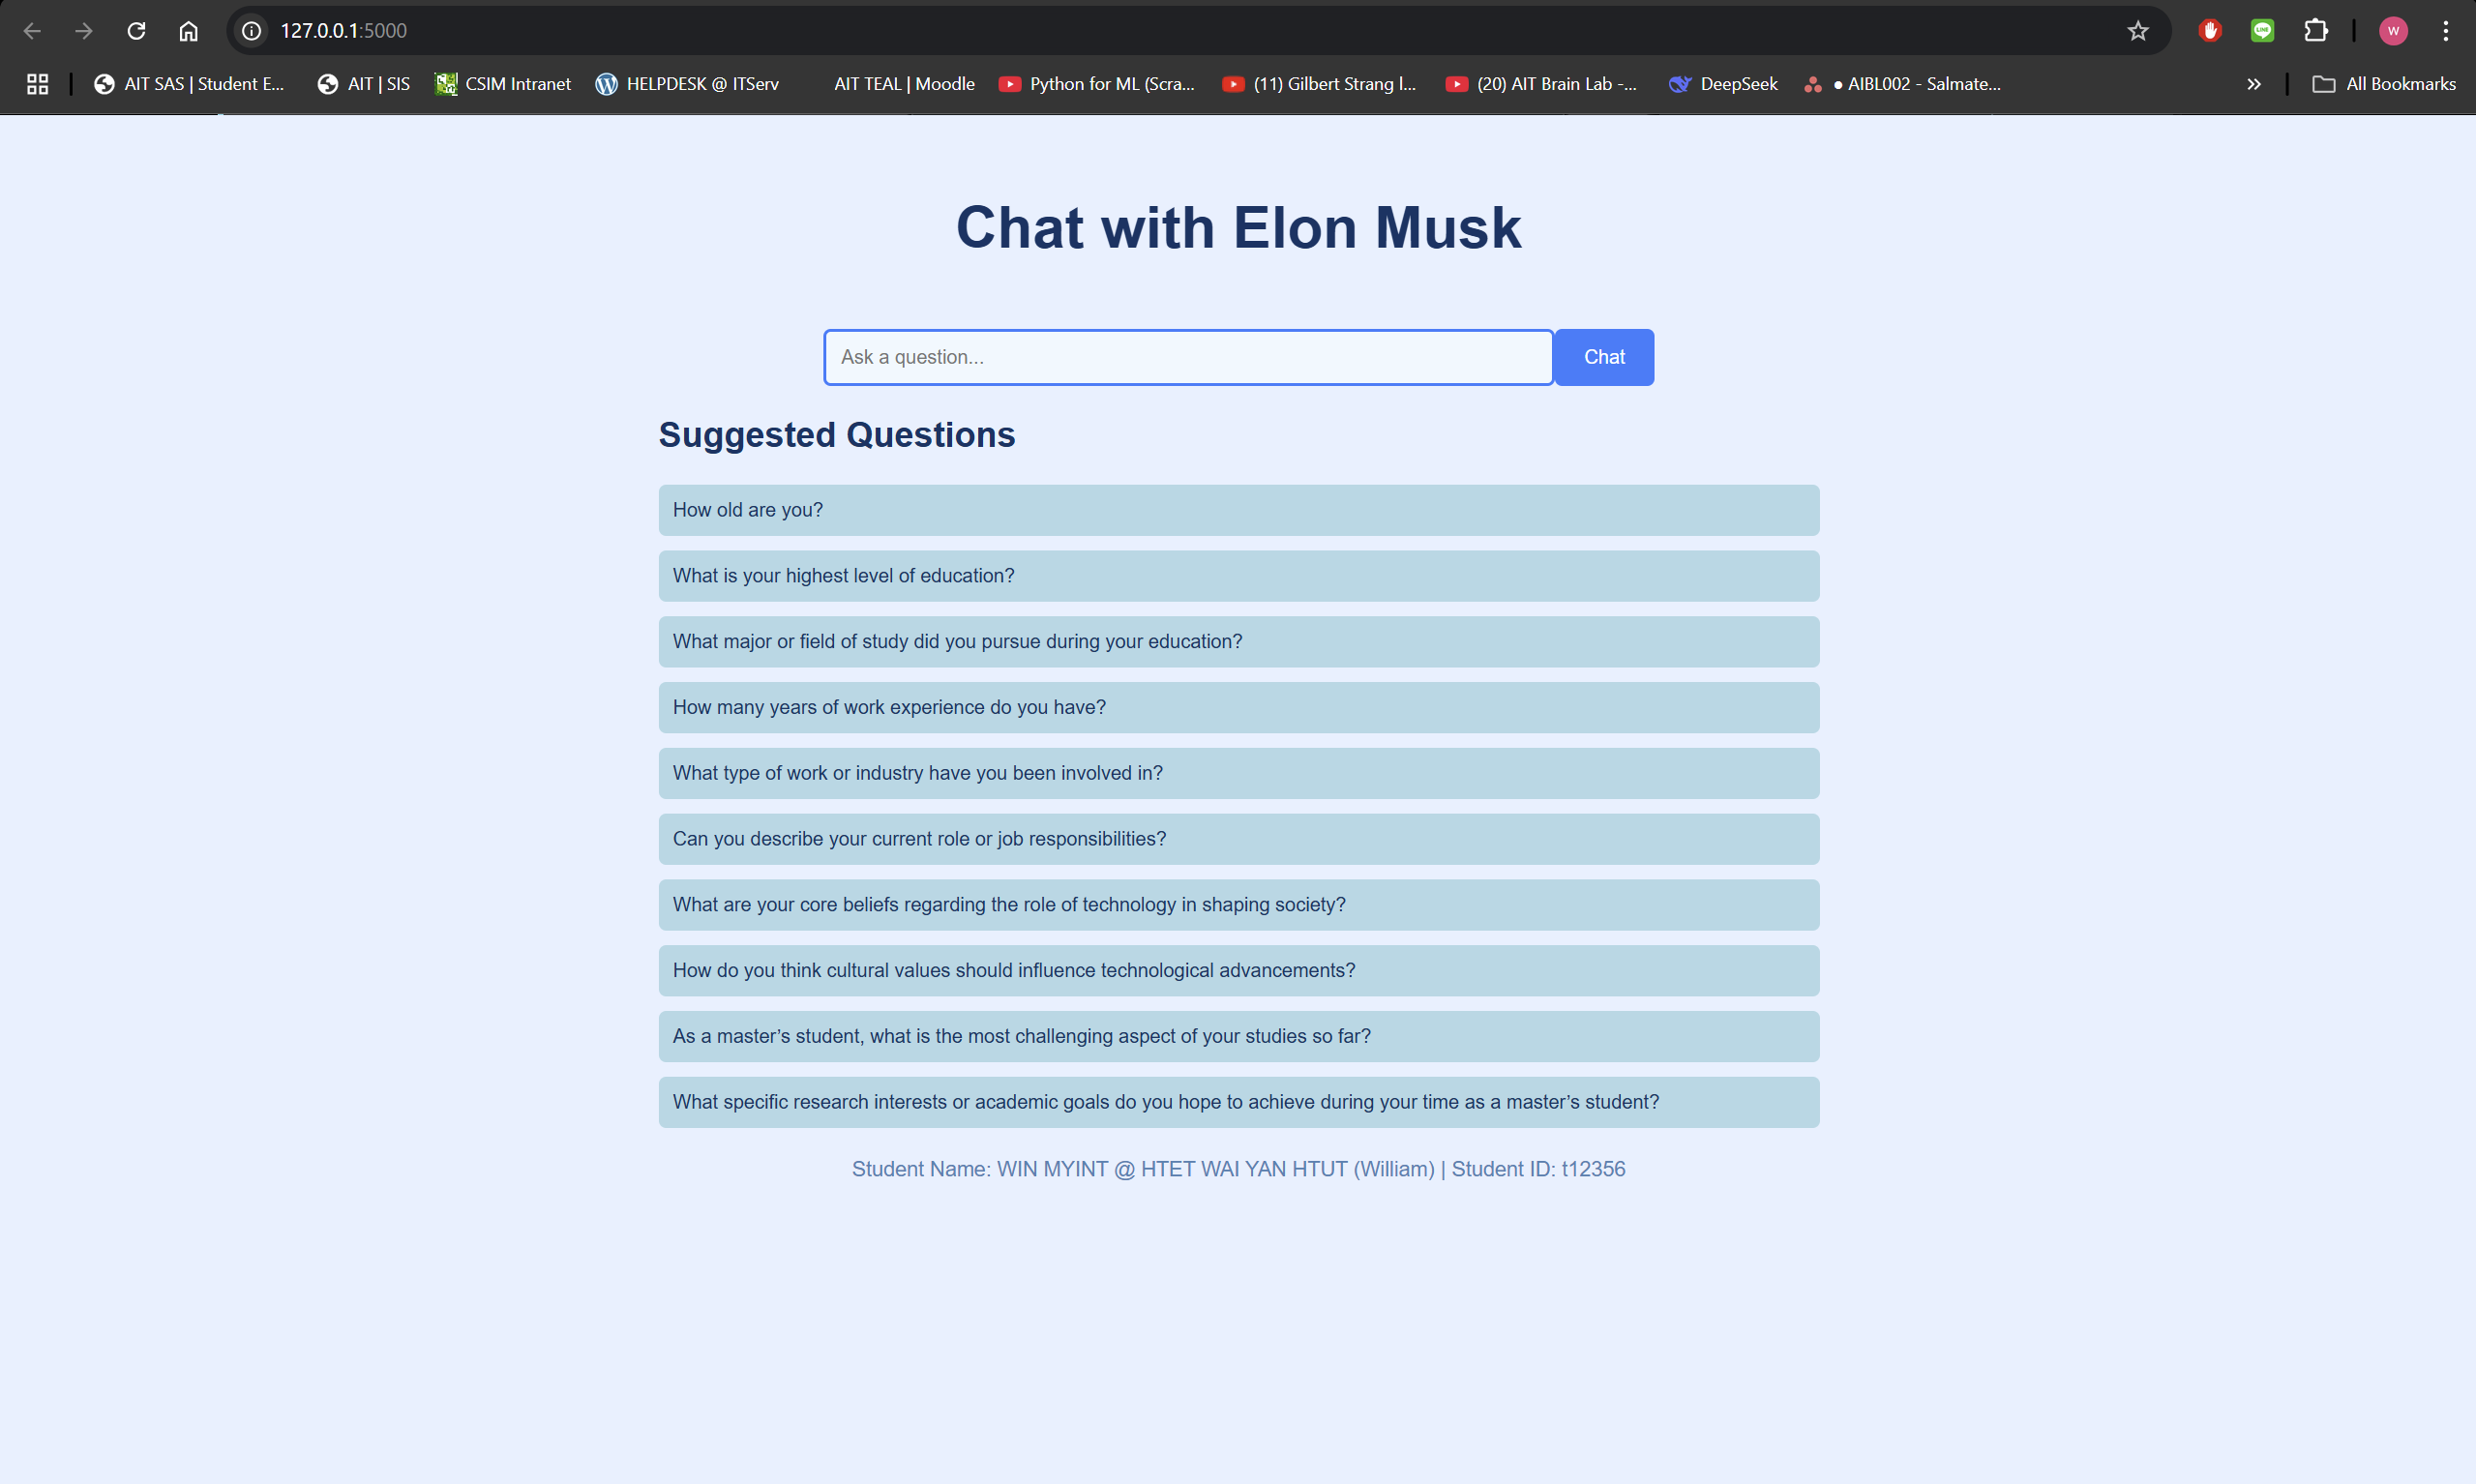 127.0.0.1:5000
AIT SAS | Student E... AIT | SIS CSIM Intranet HELPDESK @ ITServ AIT TEAL | Moodle Python for ML (Scra... (11) Gilbert Strang l... (20) AIT Brain Lab -... DeepSeek ● AIBL002 - Salmate... » All Bookmarks
Chat with Elon Musk
Ask a question... Chat
Suggested Questions
How old are you?
What is your highest level of education?
What major or field of study did you pursue during your education?
How many years of work experience do you have?
What type of work or industry have you been involved in?
Can you describe your current role or job responsibilities?
What are your core beliefs regarding the role of technology in shaping society?
How do you think cultural values should influence technological advancements?
As a master’s student, what is the most challenging aspect of your studies so far?
What specific research interests or academic goals do you hope to achieve during your time as a master’s student?
Student Name: WIN MYINT @ HTET WAI YAN HTUT (William) | Student ID: t12356